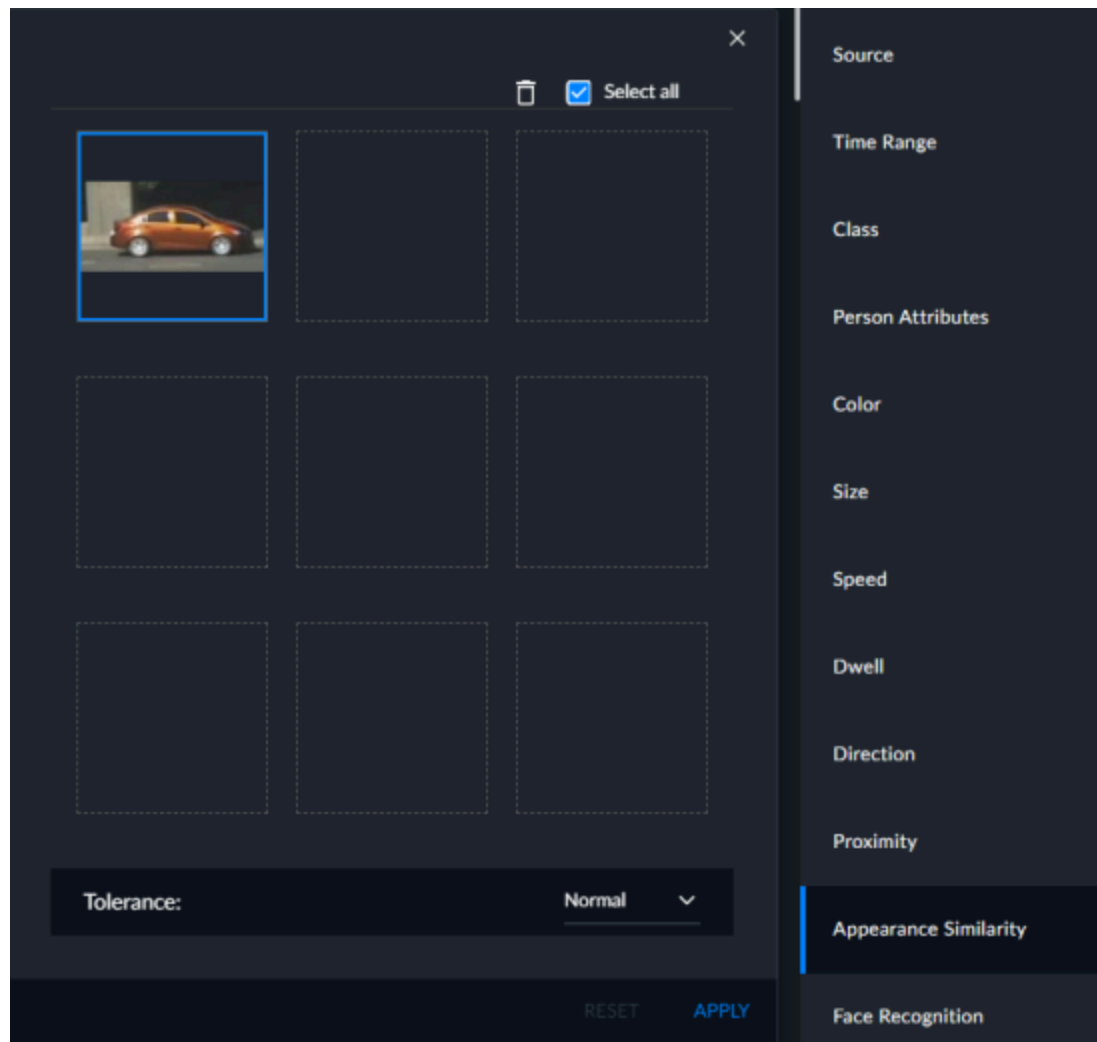 Select all
Tolerance:
Normal
RESET
APPLY
Source
Time Range
Class
Person Attributes
Color
Size
Speed
Dwell
Direction
Proximity
Appearance Similarity
Face Recognition